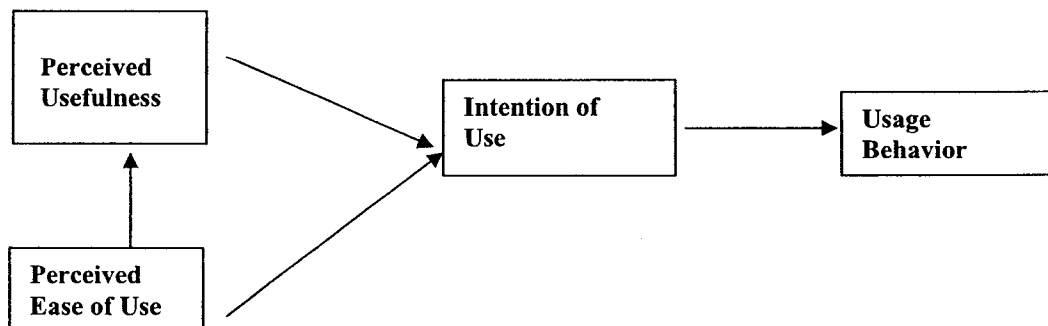 Perceived
Usefulness
Intention of
Use
Usage
Behavior
Perceived
Ease of Use